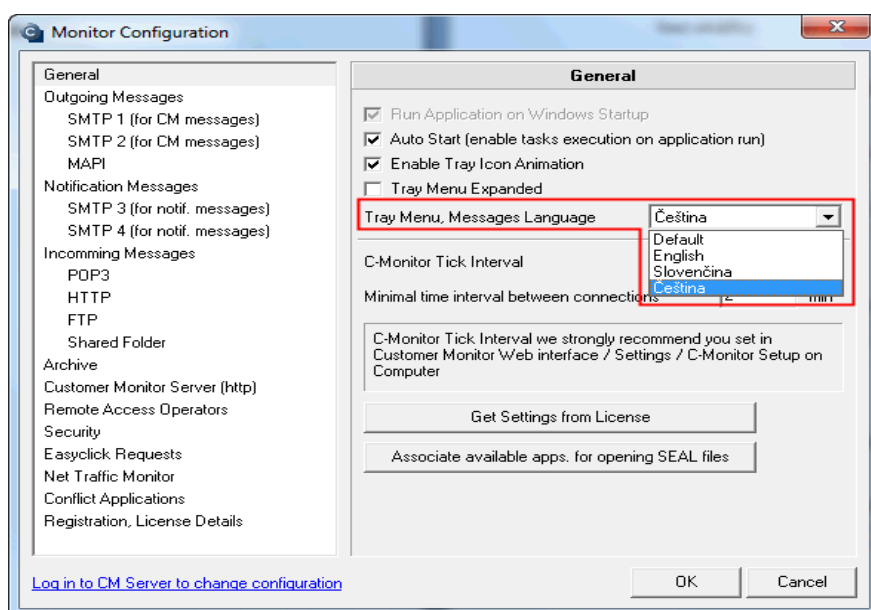 Monitor Configuration
General
Outgoing Messages
SMTP 1 (for CM messages)
SMTP 2 (for CM messages)
MAPI
Notification Messages
SMTP 3 (for notif. messages)
SMTP 4 (for notif. messages)
Incomming Messages
POP3
HTTP
FTP
Shared Folder
Archive
Customer Monitor Server (http)
Remote Access Operators
Security
Easyclick Requests
Net Traffic Monitor
Conflict Applications
Registration, License Details
Log in to CM Server to change configuration
General
Run Application on Windows Startup
Auto Start (enable tasks execution on application run)
Enable Tray Icon Animation
Tray Menu Expanded
Tray Menu, Messages Language Čeština
Default
English
Slovenčina
Čeština
C-Monitor Tick Interval
Minimal time interval between connections
C-Monitor Tick Interval we strongly recommend you set in
Customer Monitor Web interface / Settings / C-Monitor Setup on
Computer
Get Settings from License
Associate available apps. for opening SEAL files
OK Cancel